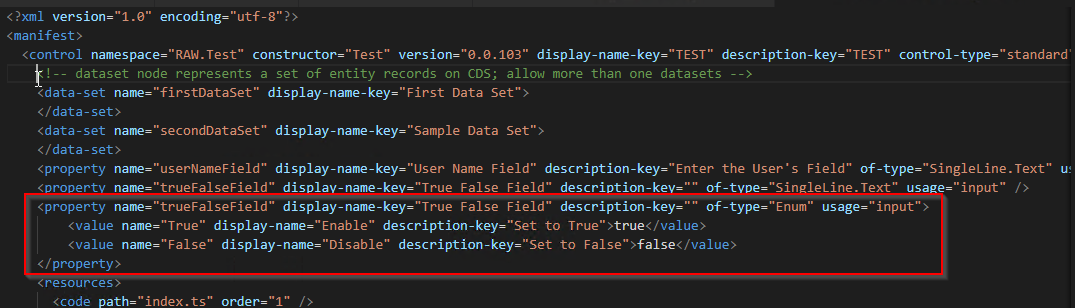 <?xml version="1.0" encoding="utf-8"?>
<manifest>
<control namespace="RAW.Test" constructor="Test" version="0.0.103" display-name-key="TEST" description-key="TEST" control-type="standard"
<!-- dataset node represents a set of entity records on CDS; allow more than one datasets -->
<data-set name="firstDataSet" display-name-key="First Data Set">
</data-set>
<data-set name="secondDataSet" display-name-key="Sample Data Set">
</data-set>
<property name="userNameField" display-name-key="User Name Field" description-key="Enter the User's Field" of-type="SingleLine.Text" us
<property name="trueFalseField" display-name-key="True False Field" description-key="" of-type="SingleLine.Text" usage="input" />
<property name="trueFalseField" display-name-key="True False Field" description-key="" of-type="Enum" usage="input">
<value name="True" display-name="Enable" description-key="Set to True">true</value>
<value name="False" display-name="Disable" description-key="Set to False">false</value>
</property>
<resources>
<code path="index.ts" order="1" />